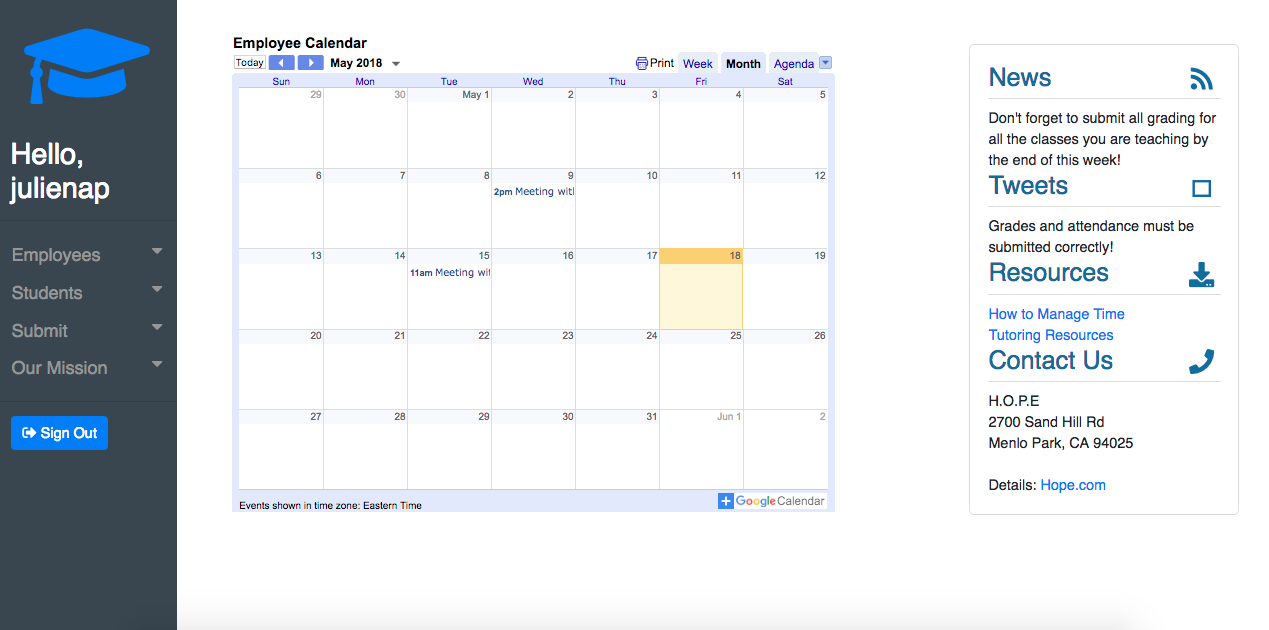 Hello,
julienap
Employees
Students
Submit
Our Mission
Sign Out
Employee Calendar
Today
May 2018
Print Week Month Agenda
Sun Mon Tue Wed Thu Fri Sat
29 30 May 1 2 3 4 5
6 7 8 9 10 11 12
2pm Meeting with
13 14 15 16 17 18 19
11am Meeting wit
20 21 22 23 24 25 26
27 28 29 30 31 Jun 1 2
Events shown in time zone: Eastern Time
Google Calendar
News
Don't forget to submit all grading for
all the classes you are teaching by
the end of this week!
Tweets
Grades and attendance must be
submitted correctly!
Resources
How to Manage Time
Tutoring Resources
Contact Us
H.O.P.E
2700 Sand Hill Rd
Menlo Park, CA 94025
Details: Hope.com